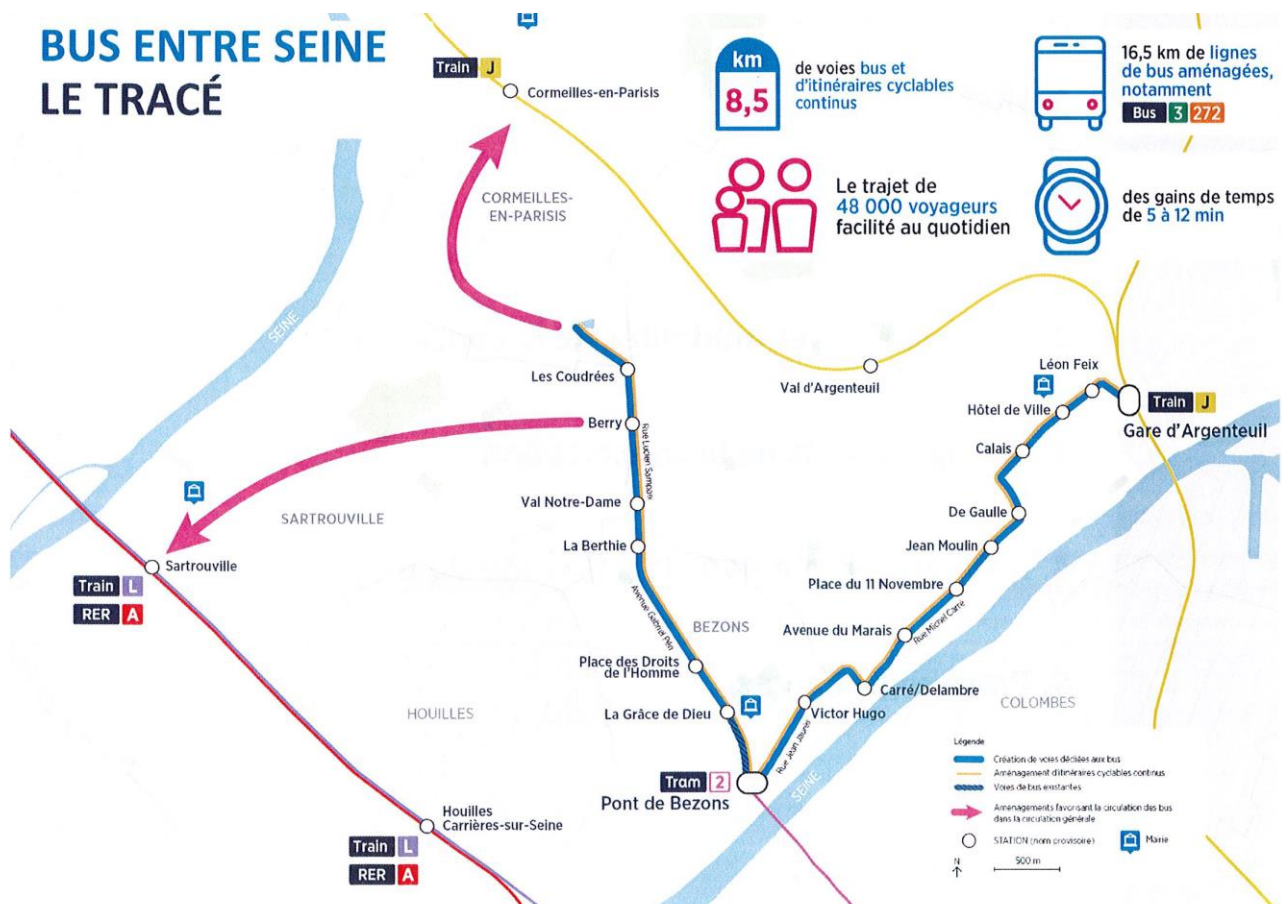 BUS ENTRE SEINE
LE TRACÉ
Train J
Cormeilles-en-Parisis
km
8,5
de voies bus et
d'itinéraires cyclables
continus
16,5 km de lignes
de bus aménagées,
notamment
Bus 3 272
Le trajet de
48 000 voyageurs
facilité au quotidien
des gains de temps
de 5 à 12 min
CORMEILLES-
EN-PARISIS
SEINE
Les Coudrées
Val d'Argenteuil
Léon Feix
Hôtel de Ville
Train J
Gare d'Argenteuil
Berry
Rue Lucien Sampaix
Calais
Val Notre-Dame
De Gaulle
SARTROUVILLE
La Berthie
Jean Moulin
Sartrouville
Train L
RER A
Place du 11 Novembre
Rue Michel Carré
Avenue Gabriel Péri
BEZONS
Avenue du Marais
Place des Droits
de l'Homme
Carré/Delambre
COLOMBES
HOUILLES
La Grâce de Dieu
Victor Hugo
Rue Jean Jaurès
SEINE
Tram 2
Pont de Bezons
Houilles
Carrières-sur-Seine
Train L
RER A
Légende
Création de voies dédiées aux bus
Aménagement d'itinéraires cyclables continus
Voies de bus existantes
Aménagements favorisant la circulation des bus
dans la circulation générale
STATION (nom provisoire)
Mairie
N
500 m